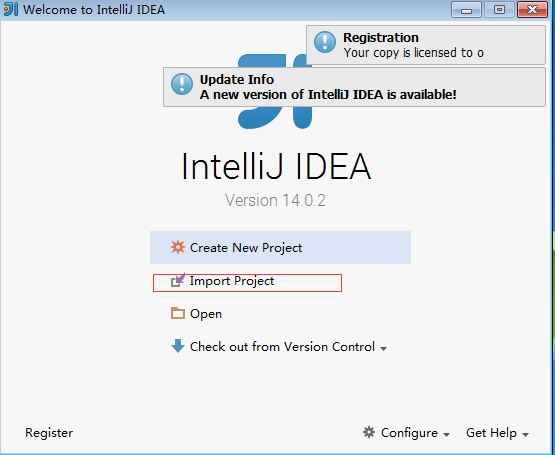 Welcome to IntelliJ IDEA
Registration
Your copy is licensed to o
Update Info
A new version of IntelliJ IDEA is available!
IntelliJ IDEA
Version 14.0.2
Create New Project
Import Project
Open
Check out from Version Control
Register
Configure
Get Help